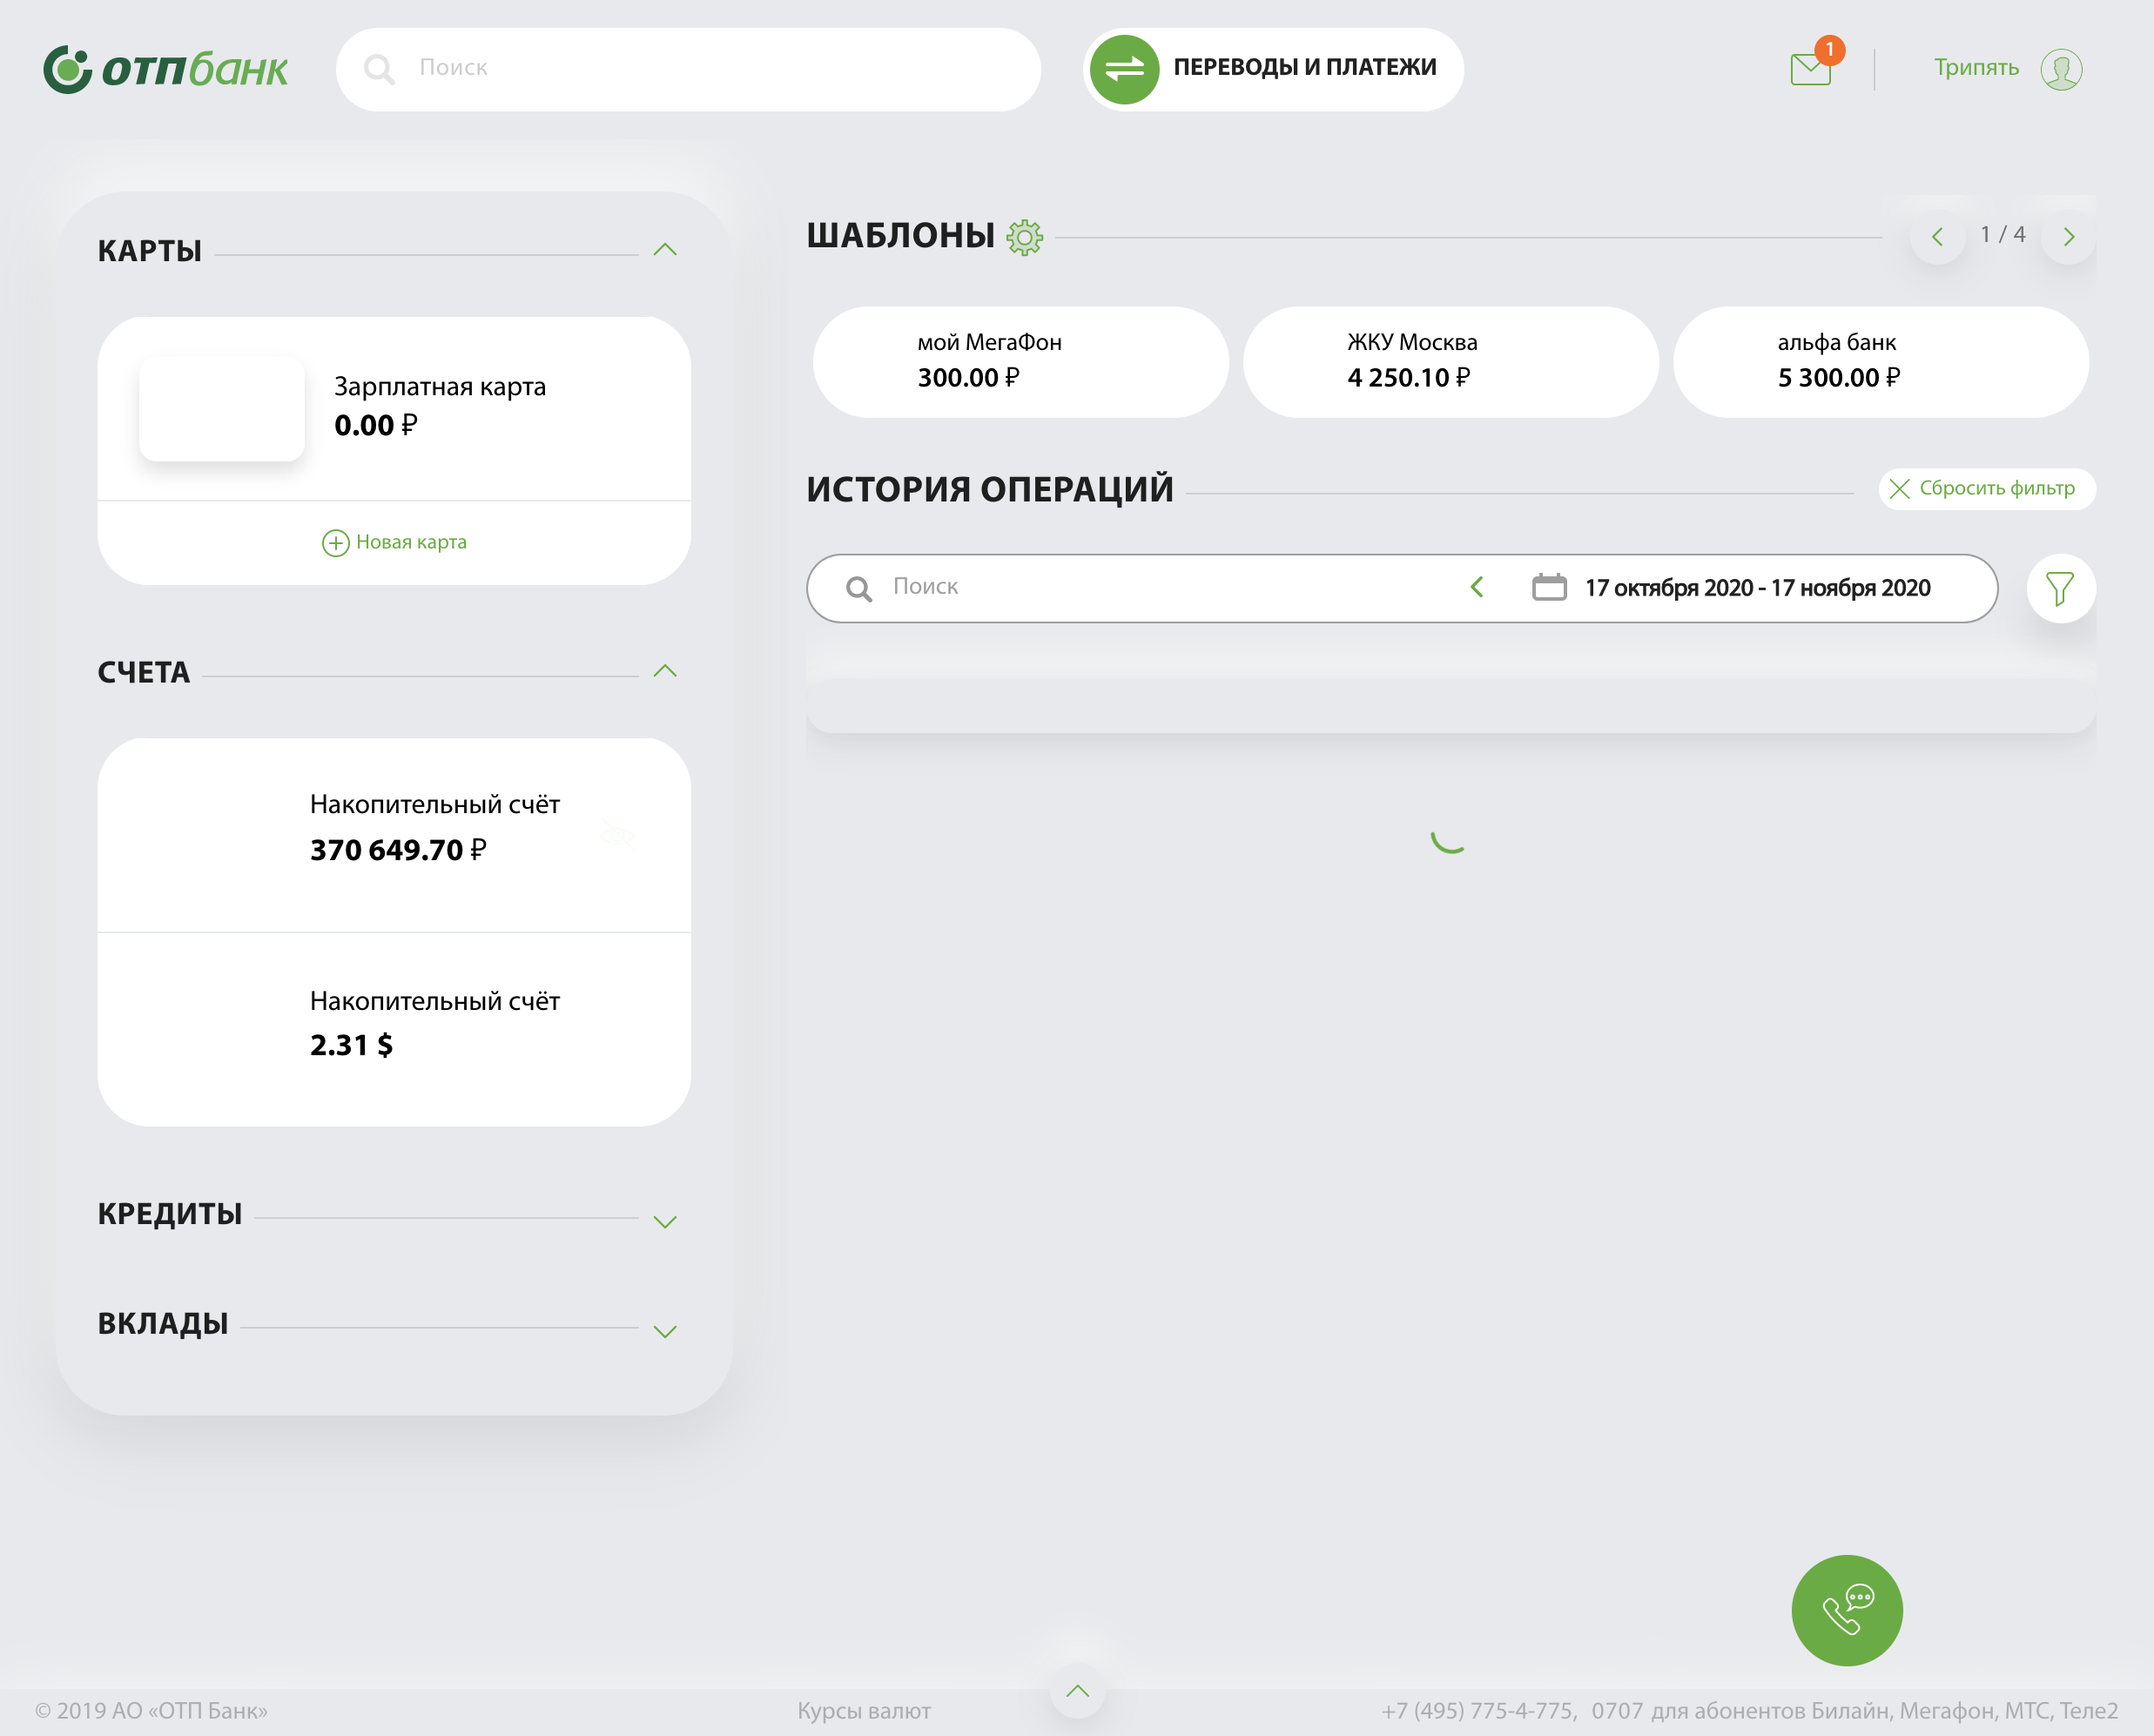 отпбанк
Поиск
ПЕРЕВОДЫ И ПЛАТЕЖИ
1
Трипять
КАРТЫ
Зарплатная карта
0.00 ₽
Новая карта
СЧЕТА
Накопительный счёт
370 649.70 ₽
Накопительный счёт
2.31 $
КРЕДИТЫ
ВКЛАДЫ
ШАБЛОНЫ
1 / 4
мой МегаФон
300.00 ₽
ЖКУ Москва
4 250.10 ₽
альфа банк
5 300.00 ₽
ИСТОРИЯ ОПЕРАЦИЙ
Сбросить фильтр
Поиск
17 октября 2020 - 17 ноября 2020
© 2019 АО «ОТП Банк»
Курсы валют
+7 (495) 775-4-775, 0707 для абонентов Билайн, Мегафон, МТС, Теле2